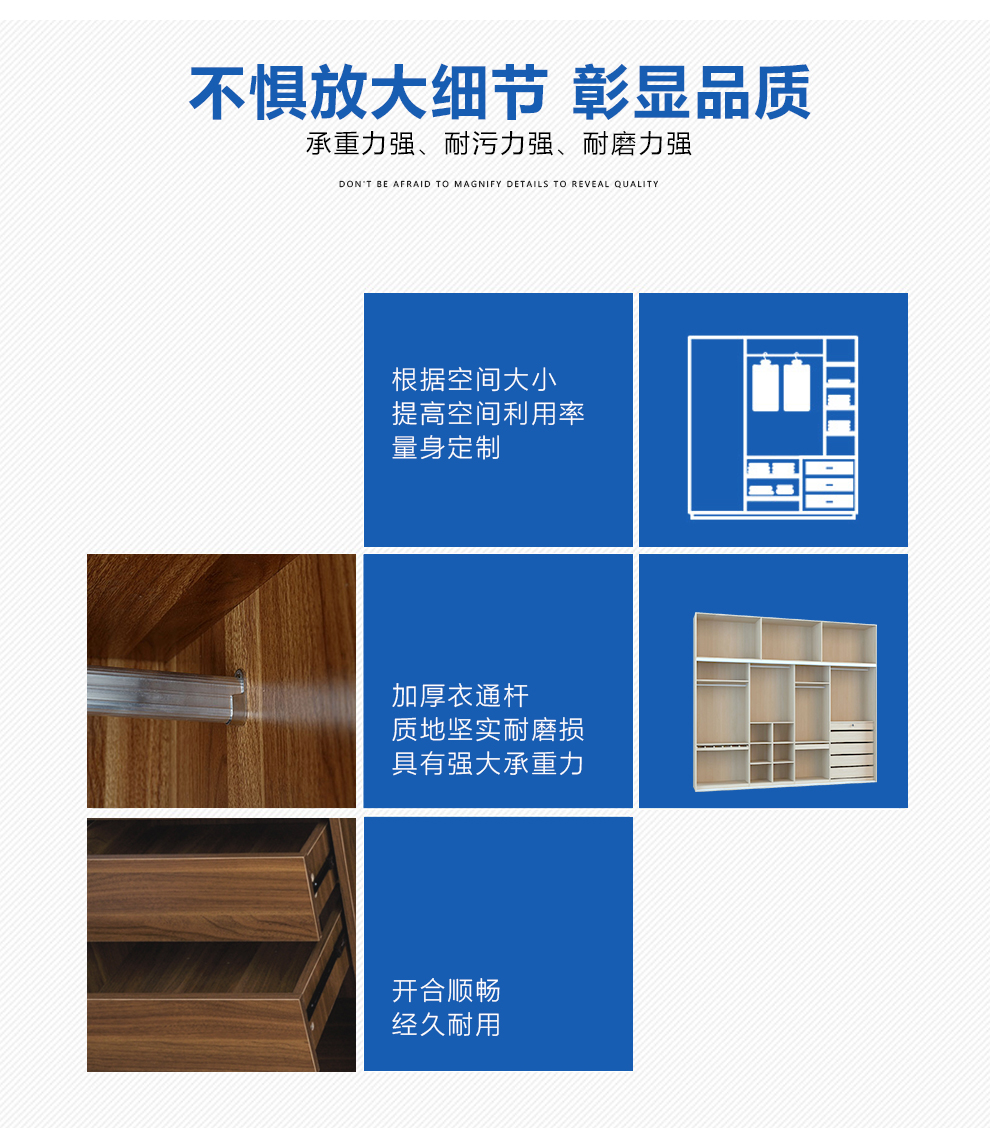 不惧放大细节 彰显品质
承重力强、耐污力强、耐磨力强
DON'T BE AFRAID TO MAGNIFY DETAILS TO REVEAL QUALITY
根据空间大小
提高空间利用率
量身定制
加厚衣通杆
质地坚实耐磨损
具有强大承重力
开合顺畅
经久耐用